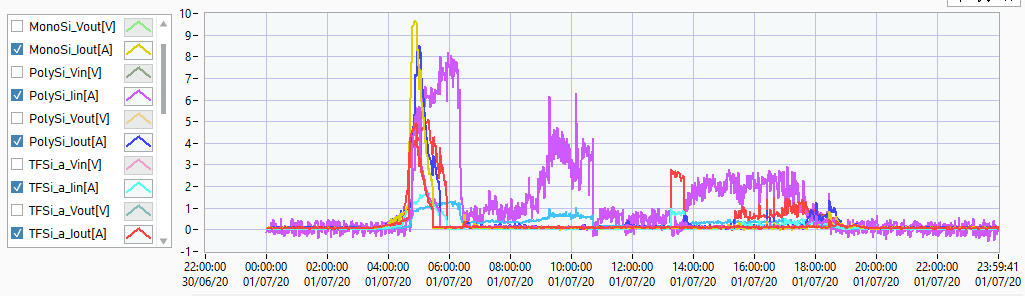 MonoSi_Vout[V]
MonoSi_Iout[A]
PolySi_Vin[V]
PolySi_Iin[A]
PolySi_Vout[V]
PolySi_Iout[A]
TFSi_a_Vin[V]
TFSi_a_Iin[A]
TFSi_a_Vout[V]
TFSi_a_Iout[A]
10
9
8
7
6
5
4
3
2
1
0
-1
22:00:00 00:00:00 02:00:00 04:00:00 06:00:00 08:00:00 10:00:00 12:00:00 14:00:00 16:00:00 18:00:00 20:00:00 22:00:00 23:59:41
30/06/20 01/07/20 01/07/20 01/07/20 01/07/20 01/07/20 01/07/20 01/07/20 01/07/20 01/07/20 01/07/20 01/07/20 01/07/20 01/07/20